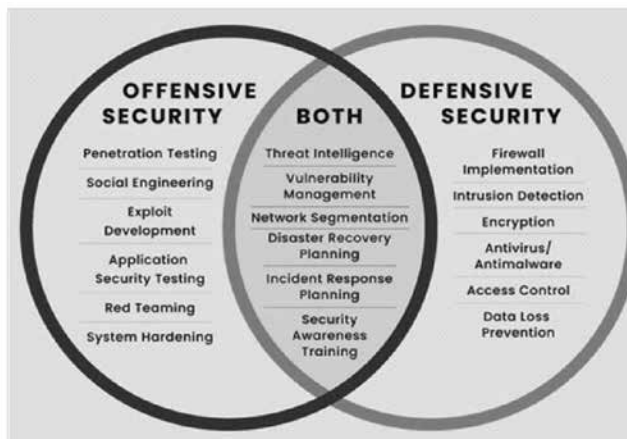 OFFENSIVE
SECURITY
Penetration Testing
Social Engineering
Exploit
Development
Application
Security Testing
Red Teaming
System Hardening
BOTH
Threat Intelligence
Vulnerability
Management
Network Segmentation
Disaster Recovery
Planning
Incident Response
Planning
Security
Awareness
Training
DEFENSIVE
SECURITY
Firewall
Implementation
Intrusion Detection
Encryption
Antivirus/
Antimalware
Access Control
Data Loss
Prevention